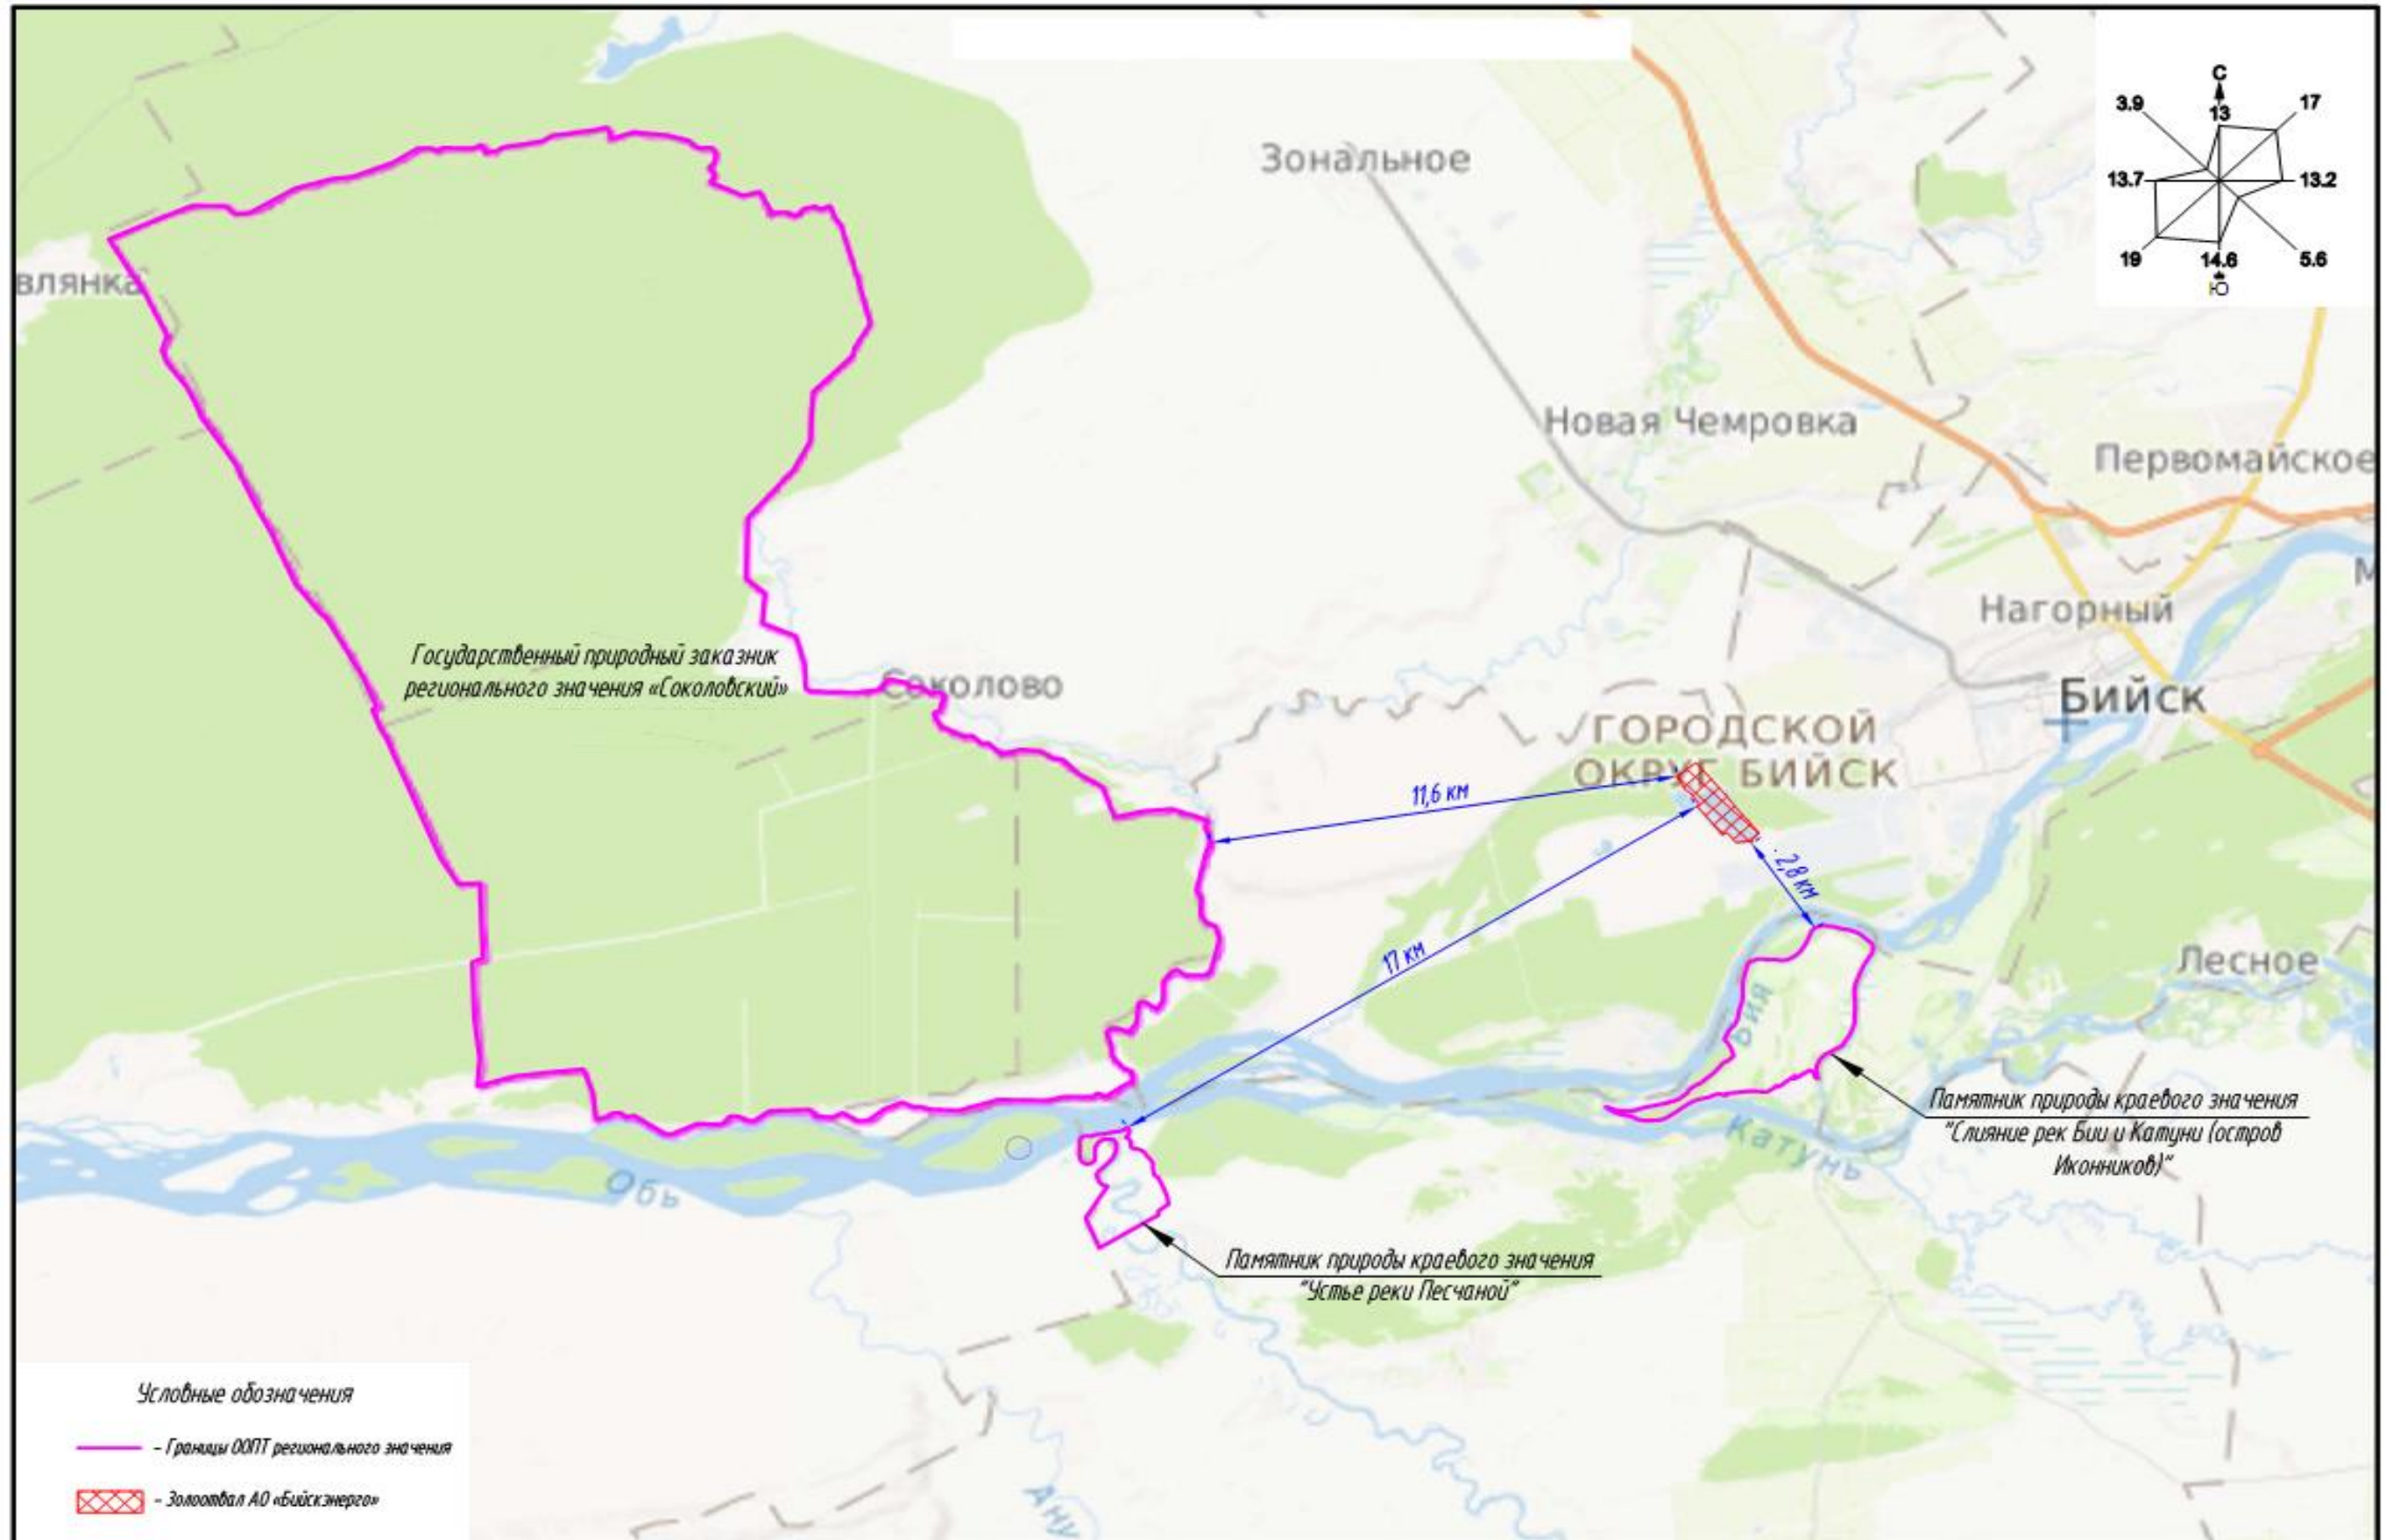 С
3.9
13
17
Зональное
13.7
13.2
19
14.6
5.6
Ю
влянка
Новая Чемровка
Первомайское
М
Нагорный
Государственный природный заказник
регионального значения «Соколовский»
Соколово
Бийск
ГОРОДСКОЙ
ОКРУГ БИЙСК
11,6 км
2,8 км
17 км
Лесное
Бия
Памятник природы краевого значения
"Слияние рек Бии и Катуни (остров
Иконников)"
Катунь
Обь
Памятник природы краевого значения
"Устье реки Песчаной"
Условные обозначения
- Границы ООПТ регионального значения
- Золоотвал АО «Бийскэнерго»
Ану